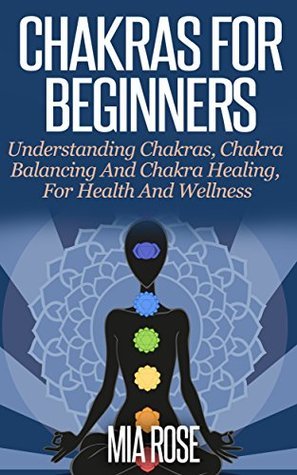 CHAKRAS FOR
BEGINNERS
Understanding Chakras, Chakra
Balancing And Chakra Healing,
For Health And Wellness
MIA ROSE